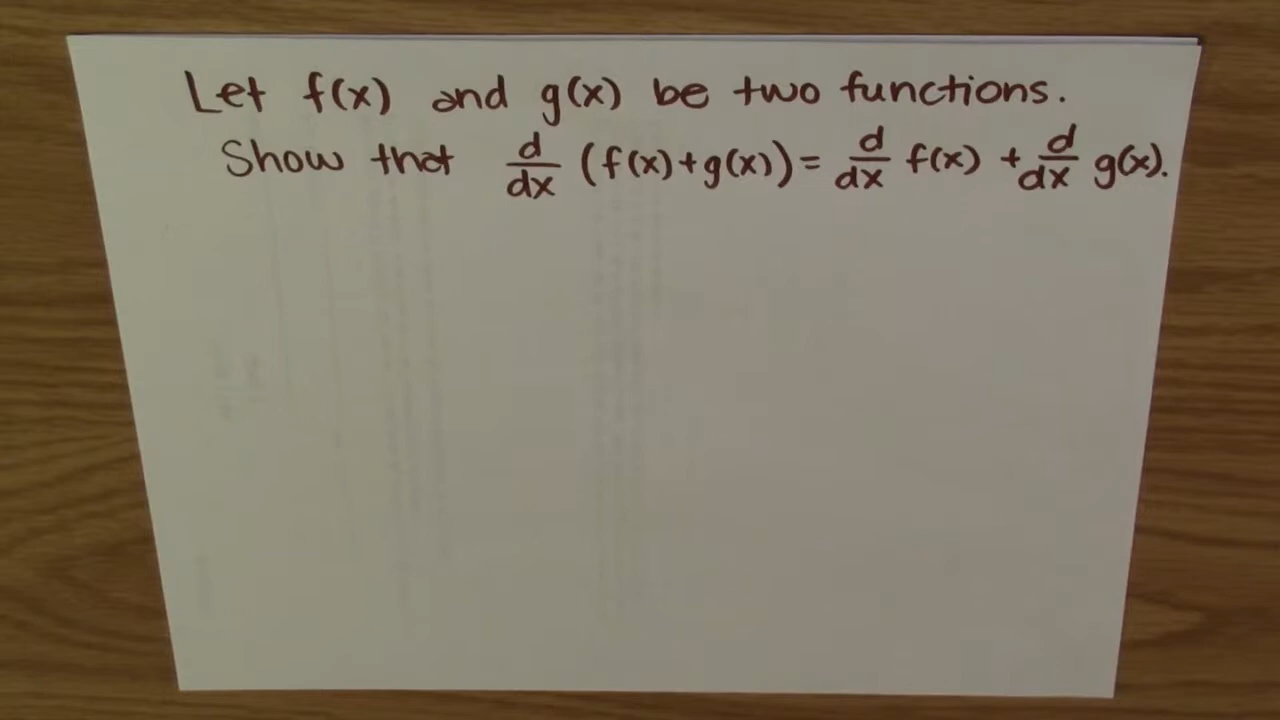 Let f(x) and g(x) be two functions.
Show that d/dx (f(x)+g(x)) = d/dx f(x) + d/dx g(x).